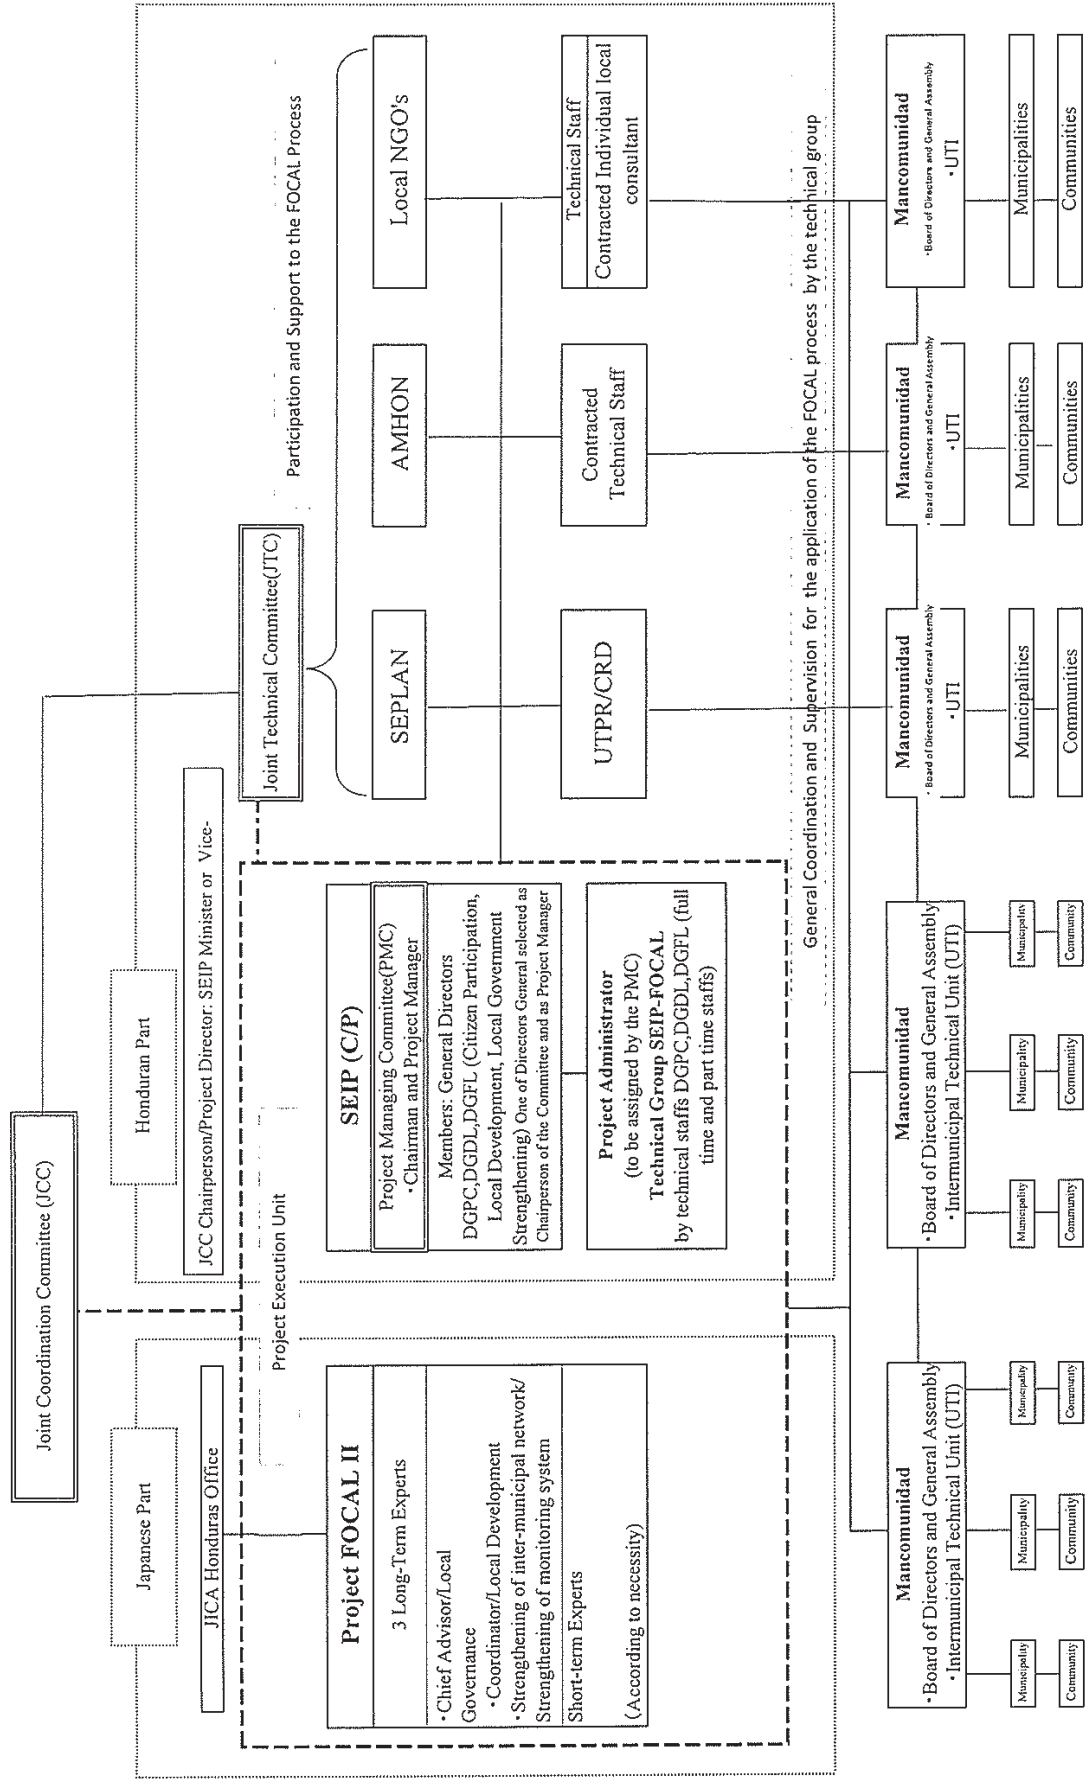 Joint Coordination Committee (JCC)
Japanese Part
Honduran Part
JICA Honduras Office
JCC Chairperson/Project Director: SEIP Minister or Vice-
Project Execution Unit
Joint Technical Committee(JTC)
Participation and Support to the FOCAL Process
Project FOCAL II
3 Long-Term Experts
・Chief Advisor/Local
Governance
・Coordinator/Local Development
・Strengthening of inter-municipal network/
Strengthening of monitoring system
Short-term Experts
(According to necessity)
SEIP (C/P)
Project Managing Committee(PMC)
・Chairman and Project Manager
Members: General Directors
DGPC,DGDL,DGFL (Citizen Participation,
Local Development, Local Government
Strengthening) One of Directors General selected as
Chairperson of the Committee and as Project Manager
Project Administrator
(to be assigned by the PMC)
Technical Group SEIP-FOCAL
by technical staffs DGPC,DGDL,DGFL (full
time and part time staffs)
SEPLAN
AMHON
Local NGO's
UTPR/CRD
Contracted
Technical Staff
Technical Staff
Contracted Individual local
consultant
General Coordination and Supervision for the application of the FOCAL process by the technical group
Mancomunidad
・Board of Directors and General Assembly
・Intermunicipal Technical Unit (UTI)
Mancomunidad
・Board of Directors and General Assembly
・Intermunicipal Technical Unit (UTI)
Mancomunidad
・Board of Directors and General Assembly
・UTI
Mancomunidad
・Board of Directors and General Assembly
・UTI
Mancomunidad
・Board of Directors and General Assembly
・UTI
Municipality
Municipality
Municipality
Municipality
Municipality
Municipality
Municipalities
Municipalities
Municipalities
Community
Community
Community
Community
Community
Community
Communities
Communities
Communities